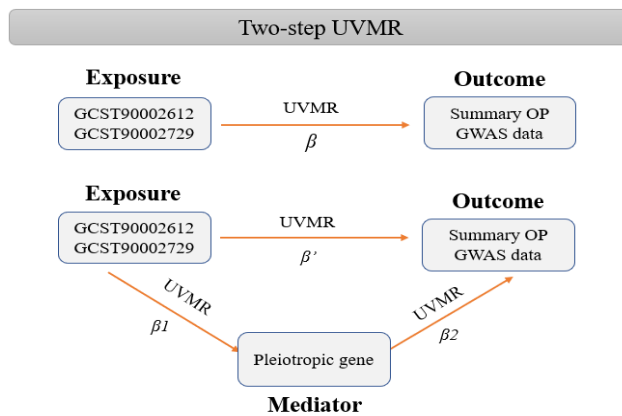 Two-step UVMR
Exposure
Outcome
GCST90002612
GCST90002729
UVMR
β
Summary OP
GWAS data
Exposure
Outcome
GCST90002612
GCST90002729
UVMR
β’
Summary OP
GWAS data
UVMR
β1
UVMR
β2
Pleiotropic gene
Mediator